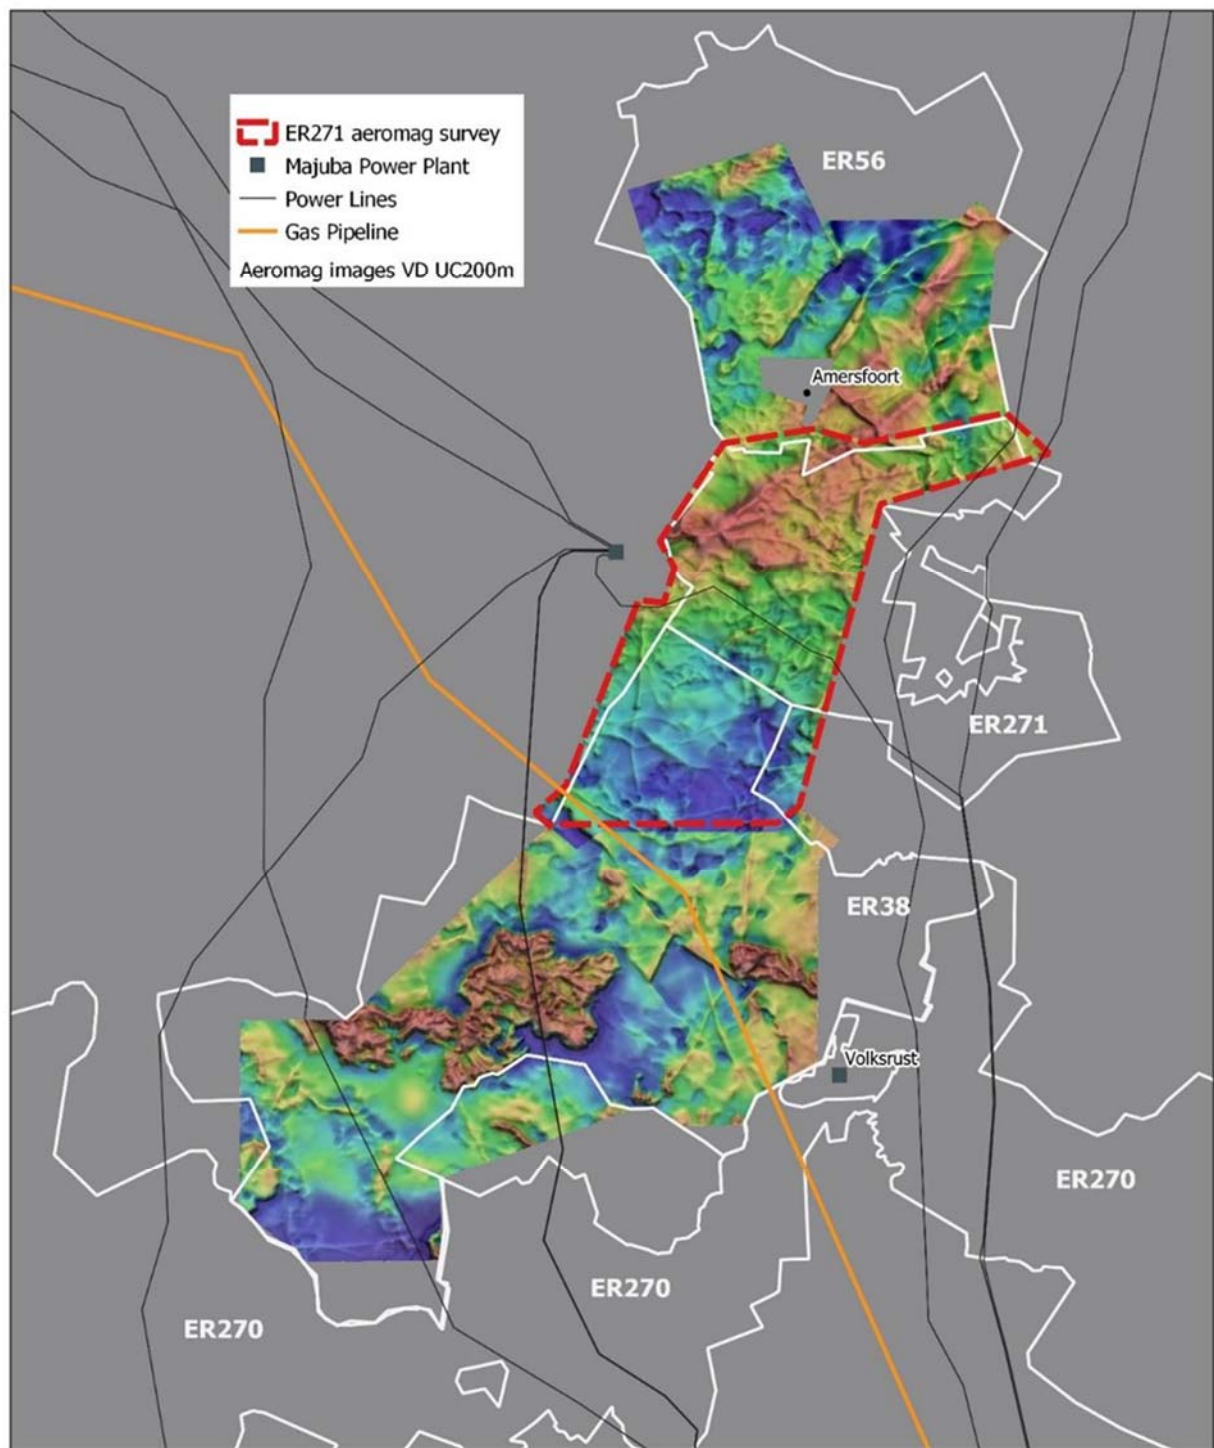 ER271 aeromag survey
Majuba Power Plant
Power Lines
Gas Pipeline
Aeromag images VD UC200m
ER56
Amersfoort
ER271
ER38
Volksrust
ER270
ER270
ER270